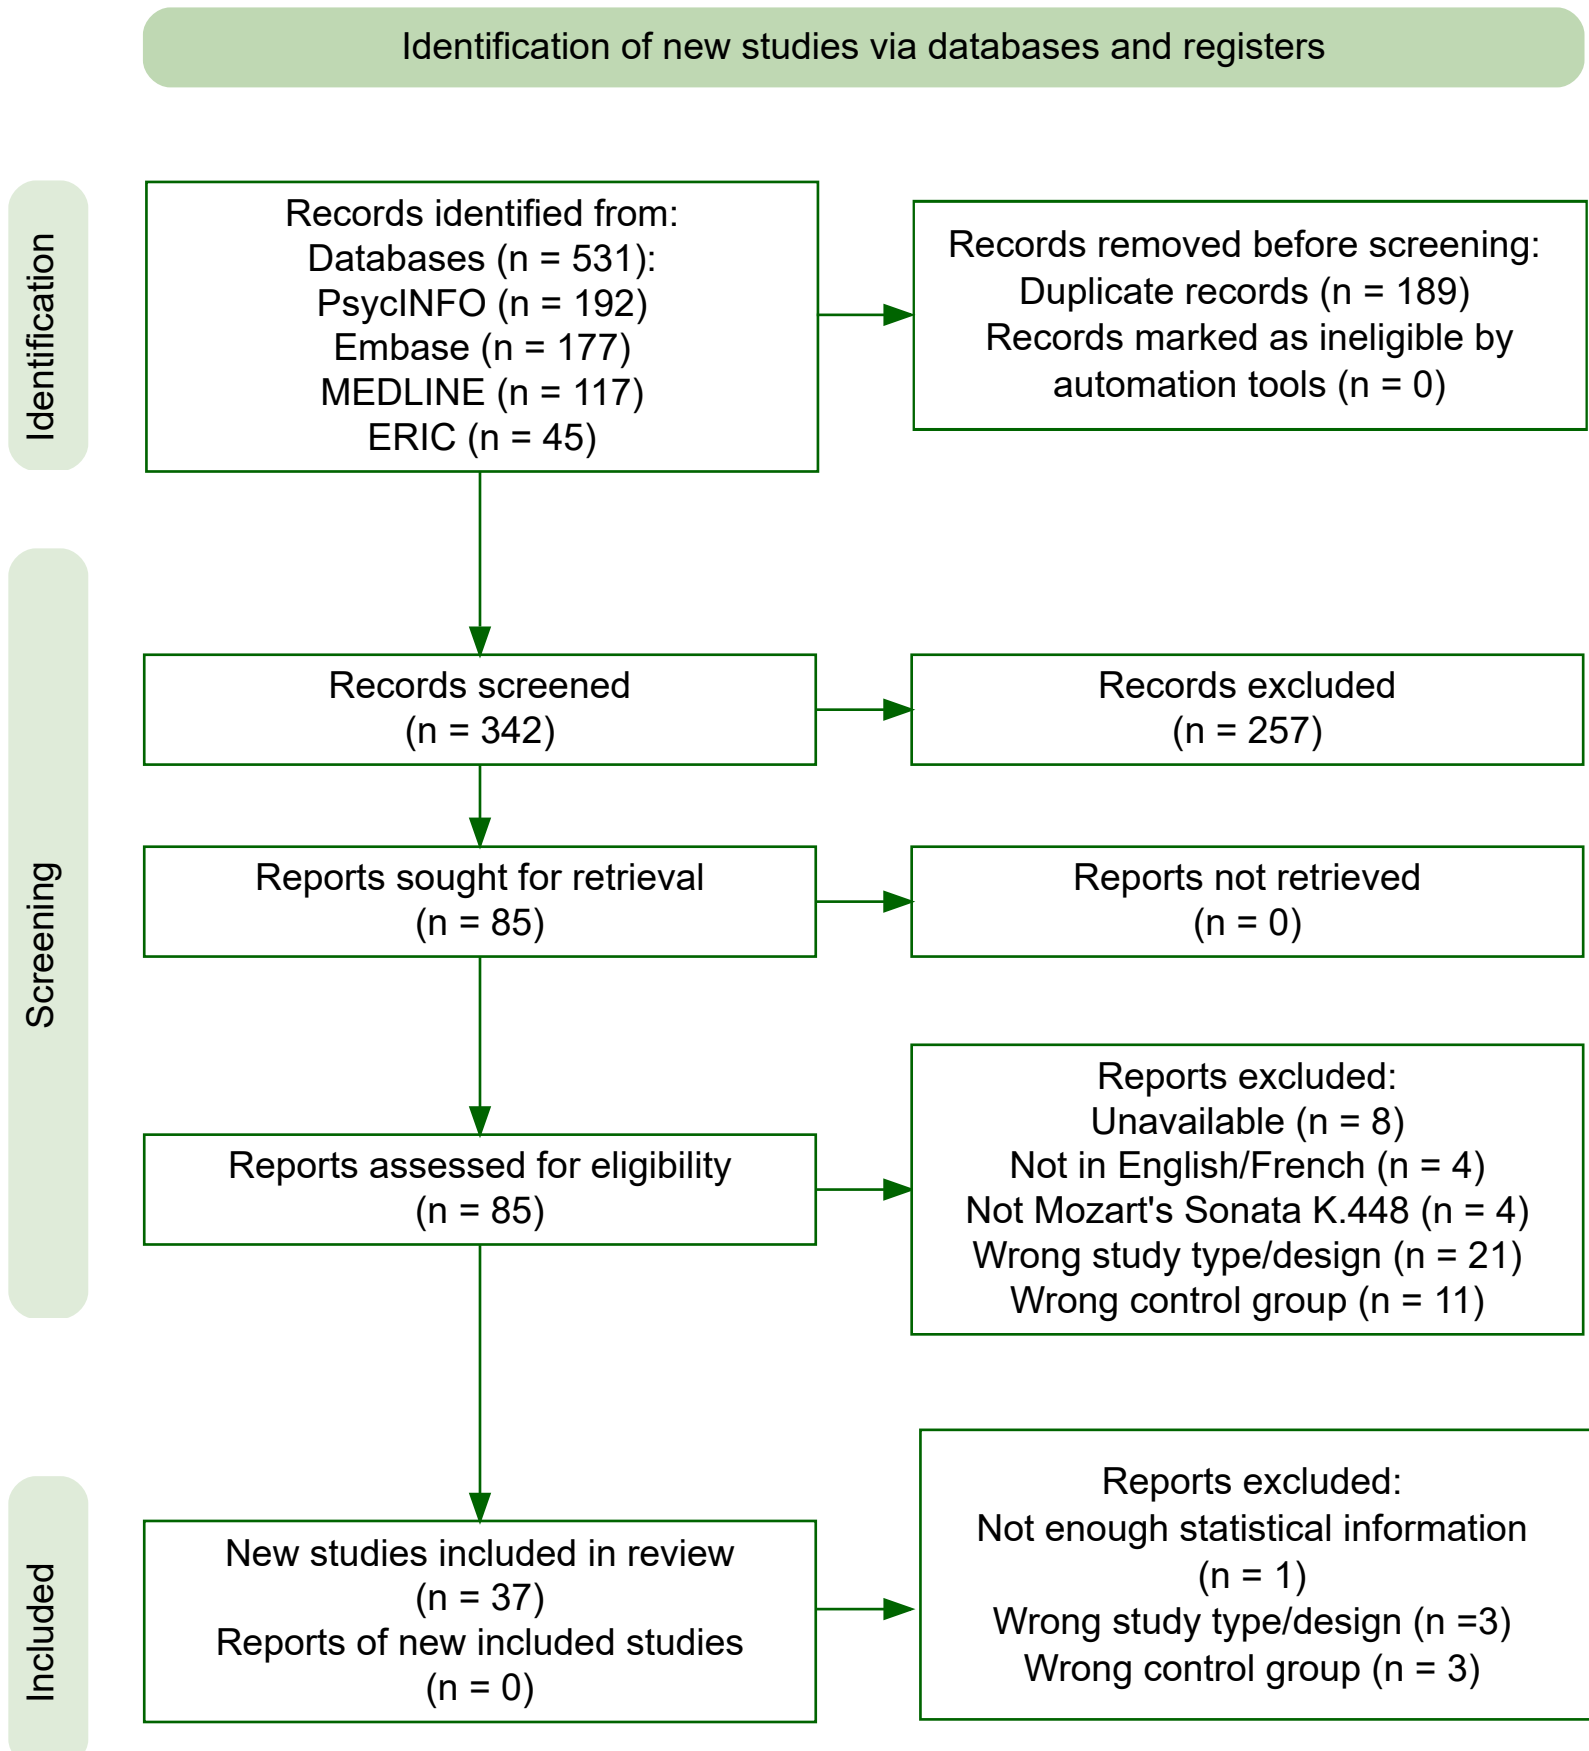 Identification of new studies via databases and registers
Identification
Records identified from:
Databases (n = 531):
PsycINFO (n = 192)
Embase (n = 177)
MEDLINE (n = 117)
ERIC (n = 45)
Records removed before screening:
Duplicate records (n = 189)
Records marked as ineligible by
automation tools (n = 0)
Screening
Records screened
(n = 342)
Records excluded
(n = 257)
Reports sought for retrieval
(n = 85)
Reports not retrieved
(n = 0)
Reports assessed for eligibility
(n = 85)
Reports excluded:
Unavailable (n = 8)
Not in English/French (n = 4)
Not Mozart's Sonata K.448 (n = 4)
Wrong study type/design (n = 21)
Wrong control group (n = 11)
Included
New studies included in review
(n = 37)
Reports of new included studies
(n = 0)
Reports excluded:
Not enough statistical information
(n = 1)
Wrong study type/design (n =3)
Wrong control group (n = 3)